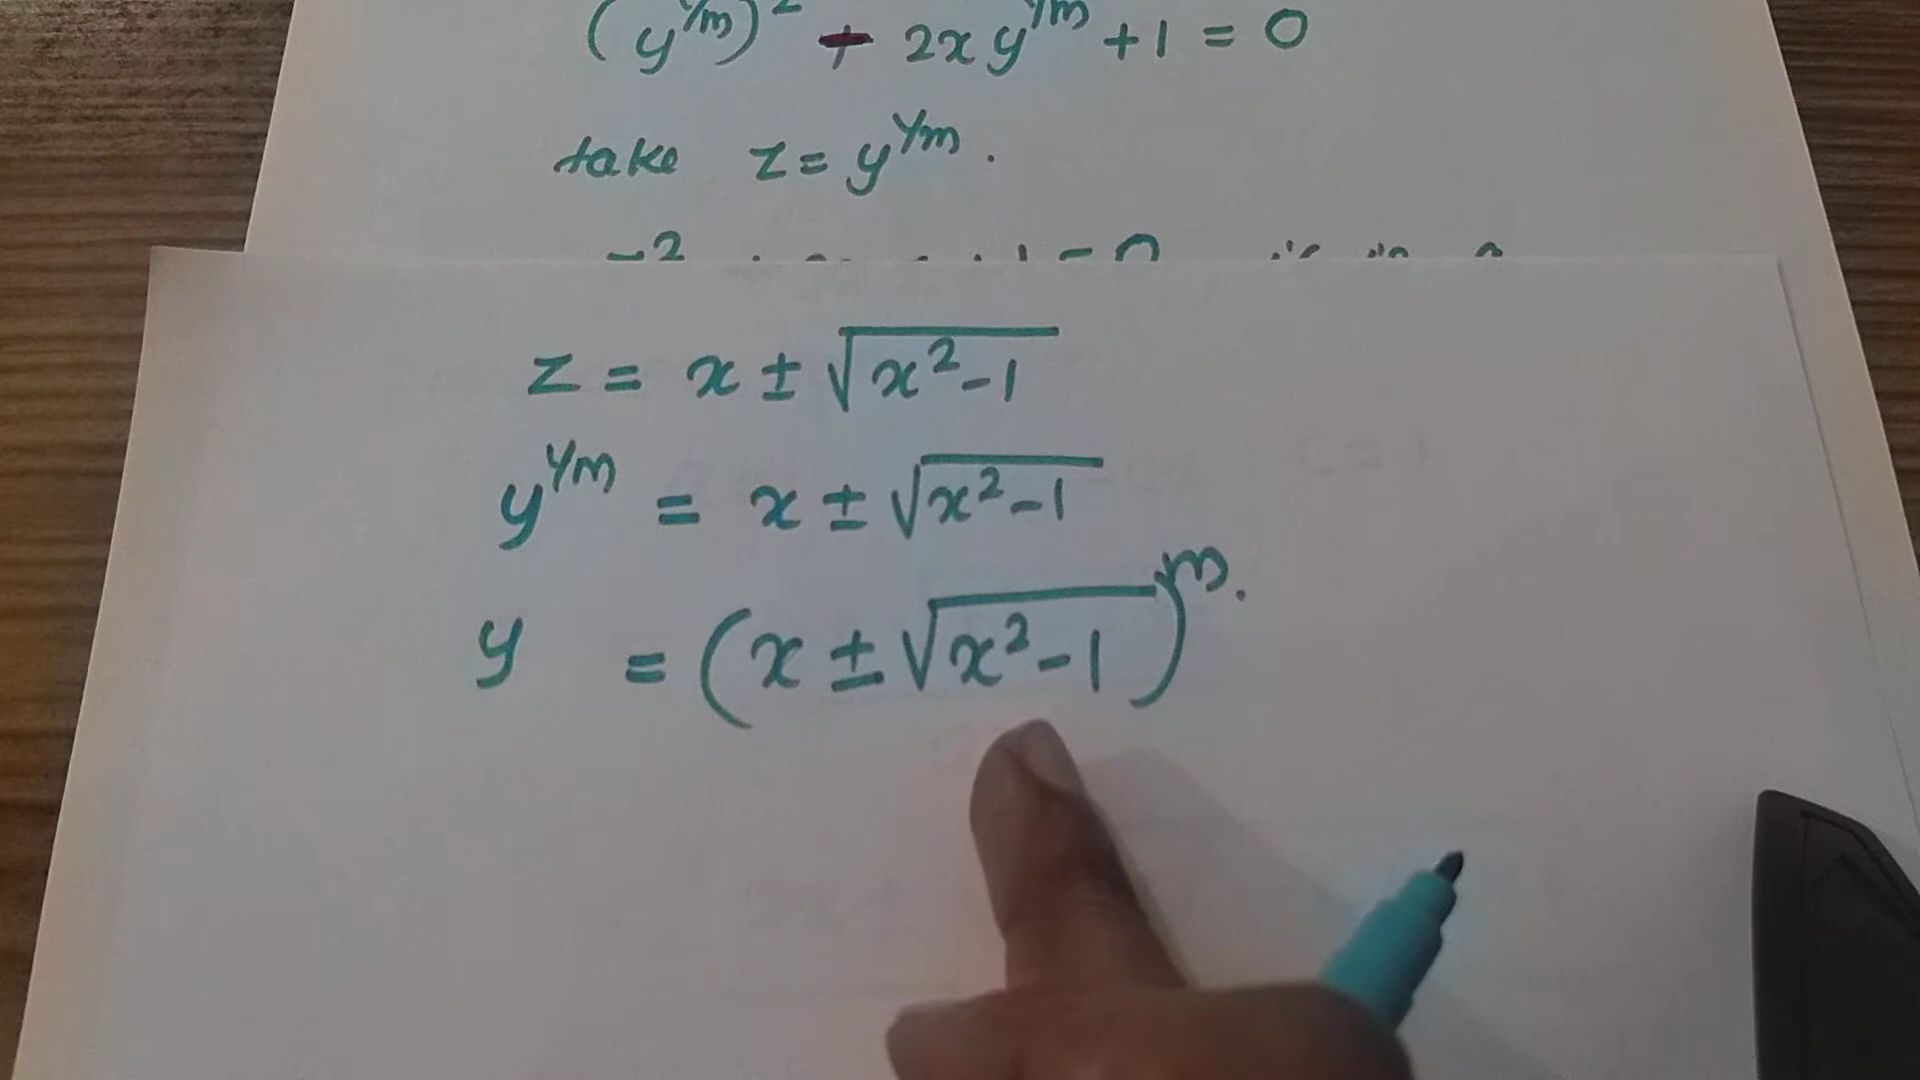 (y^{1/m})^2 + 2x y^{1/m} + 1 = 0
take z = y^{1/m}.
z = x ± √(x²-1)
y^{1/m} = x ± √(x²-1)
y = (x ± √(x²-1))^m.